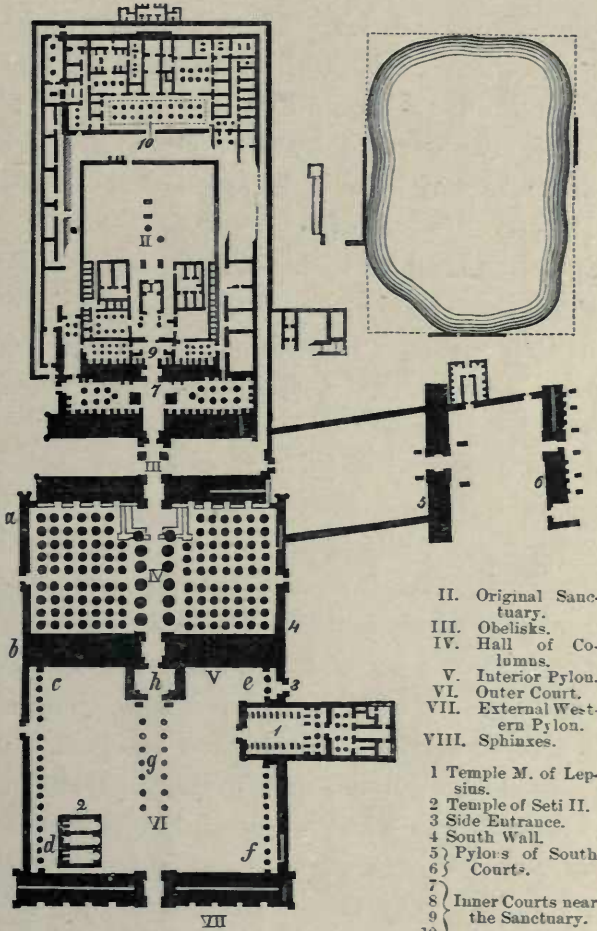 10
II
9
7
III
5
6
a
IV
4
b
c
h
V
e
3
1
g
2
VI
d
f
VII
II. Original Sanc-
tuary.
III. Obelisks.
IV. Hall of Co-
lumns.
V. Interior Pylon.
VI. Outer Court.
VII. External West-
ern Pylon.
VIII. Sphinxes.
1 Temple M. of Lep-
sius.
2 Temple of Seti II.
3 Side Entrance.
4 South Wall.
5 } Pylons of South
6 } Courts.
7
8 { Inner Courts near
9 { the Sanctuary.
10